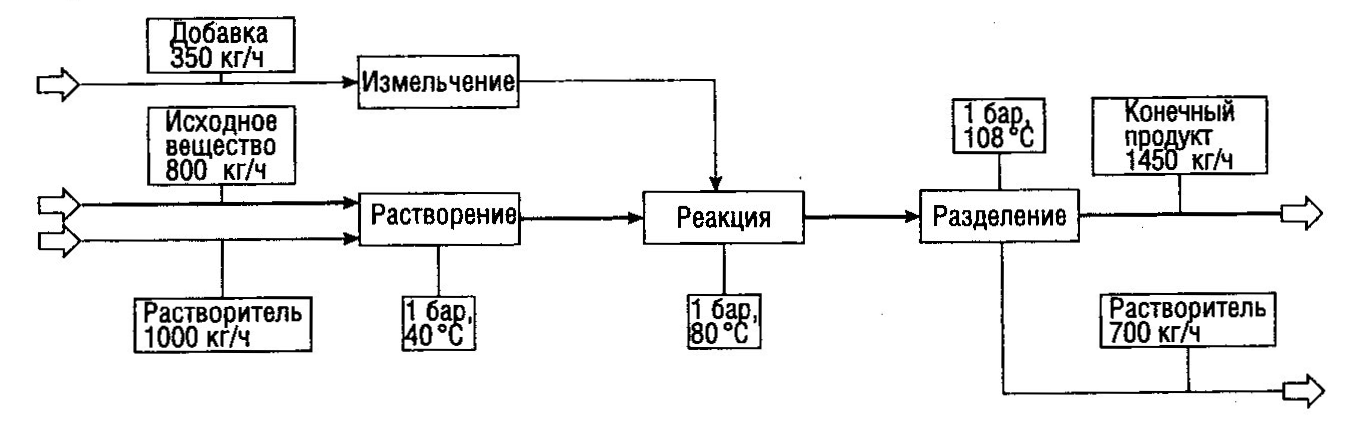 Добавка
350 кг/ч
Измельчение
Исходное
вещество
800 кг/ч
1 бар,
108 °C
Конечный
продукт
1450 кг/ч
Растворение
Реакция
Разделение
Растворитель
1000 кг/ч
1 бар,
40 °C
1 бар,
80 °C
Растворитель
700 кг/ч